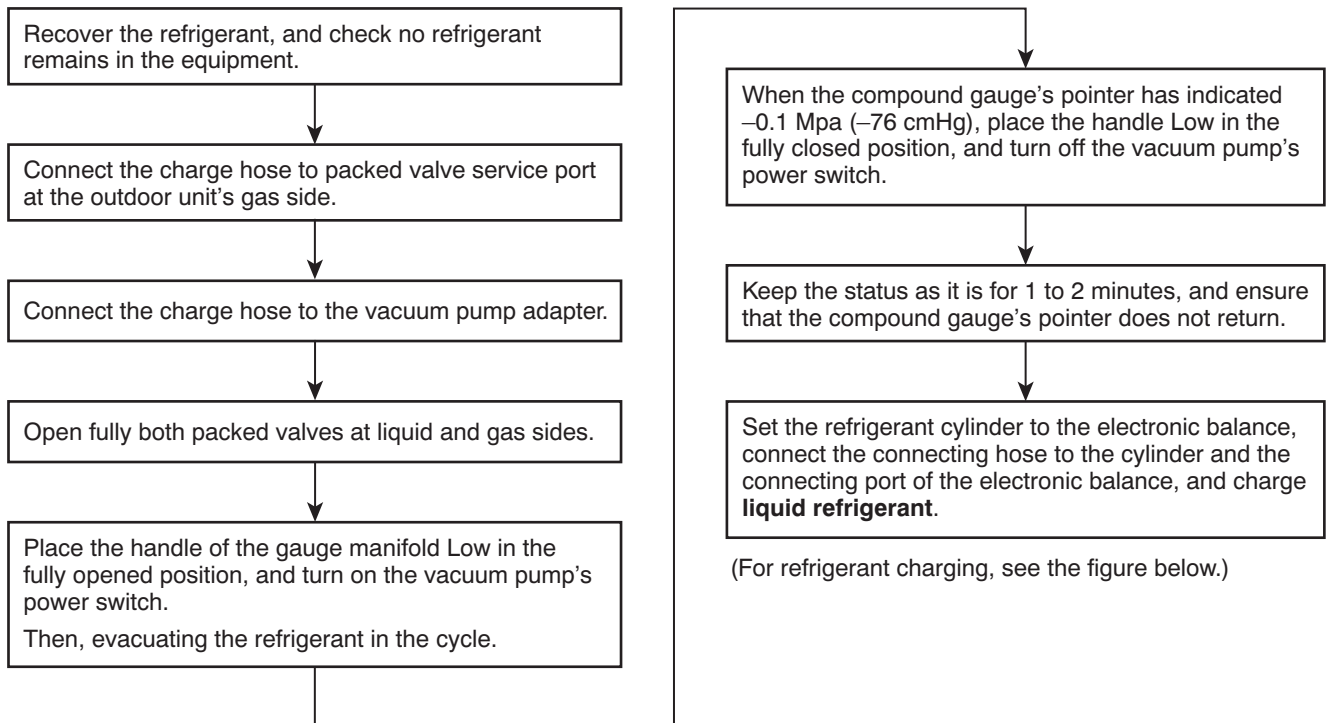 Recover the refrigerant, and check no refrigerant
remains in the equipment.
Connect the charge hose to packed valve service port
at the outdoor unit's gas side.
Connect the charge hose to the vacuum pump adapter.
Open fully both packed valves at liquid and gas sides.
Place the handle of the gauge manifold Low in the
fully opened position, and turn on the vacuum pump's
power switch.
Then, evacuating the refrigerant in the cycle.
When the compound gauge's pointer has indicated
–0.1 Mpa (–76 cmHg), place the handle Low in the
fully closed position, and turn off the vacuum pump's
power switch.
Keep the status as it is for 1 to 2 minutes, and ensure
that the compound gauge's pointer does not return.
Set the refrigerant cylinder to the electronic balance,
connect the connecting hose to the cylinder and the
connecting port of the electronic balance, and charge
liquid refrigerant.
(For refrigerant charging, see the figure below.)